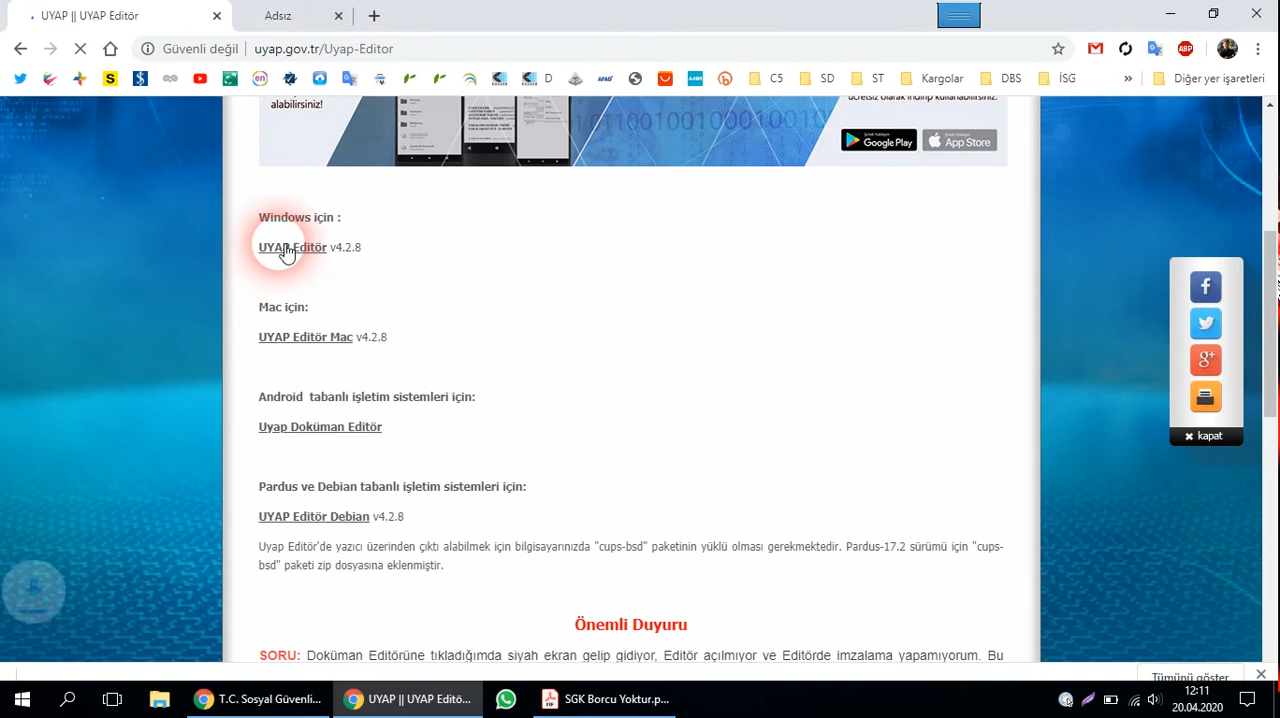 UYAP || UYAP Editör
Adsız
Güvenli değil
uyap.gov.tr/Uyap-Editor
ABP
D
C5
SD
ST
Kargolar
DBS
İSG
Diğer yer işaretleri
alabilirsiniz!
ücretsiz olarak indirip kullanabilirsiniz.
Google Play
App Store
Windows için :
UYAP Editör v4.2.8
Mac için:
UYAP Editör Mac v4.2.8
Android tabanlı işletim sistemleri için:
Uyap Doküman Editör
Pardus ve Debian tabanlı işletim sistemleri için:
UYAP Editör Debian v4.2.8
Uyap Editör'de yazıcı üzerinden çıktı alabilmek için bilgisayarınızda "cups-bsd" paketinin yüklü olması gerekmektedir. Pardus-17.2 sürümü için "cups-
bsd" paketi zip dosyasına eklenmiştir.
kapat
Önemli Duyuru
SORU: Doküman Editörüne tıkladığımda siyah ekran gelip gidiyor, Editör açılmıyor ve Editörde imzalama yapamıyorum. Bu
Tümünü göster
T.C. Sosyal Güvenli...
UYAP || UYAP Editö...
SGK Borcu Yoktur.p...
12:11
20.04.2020